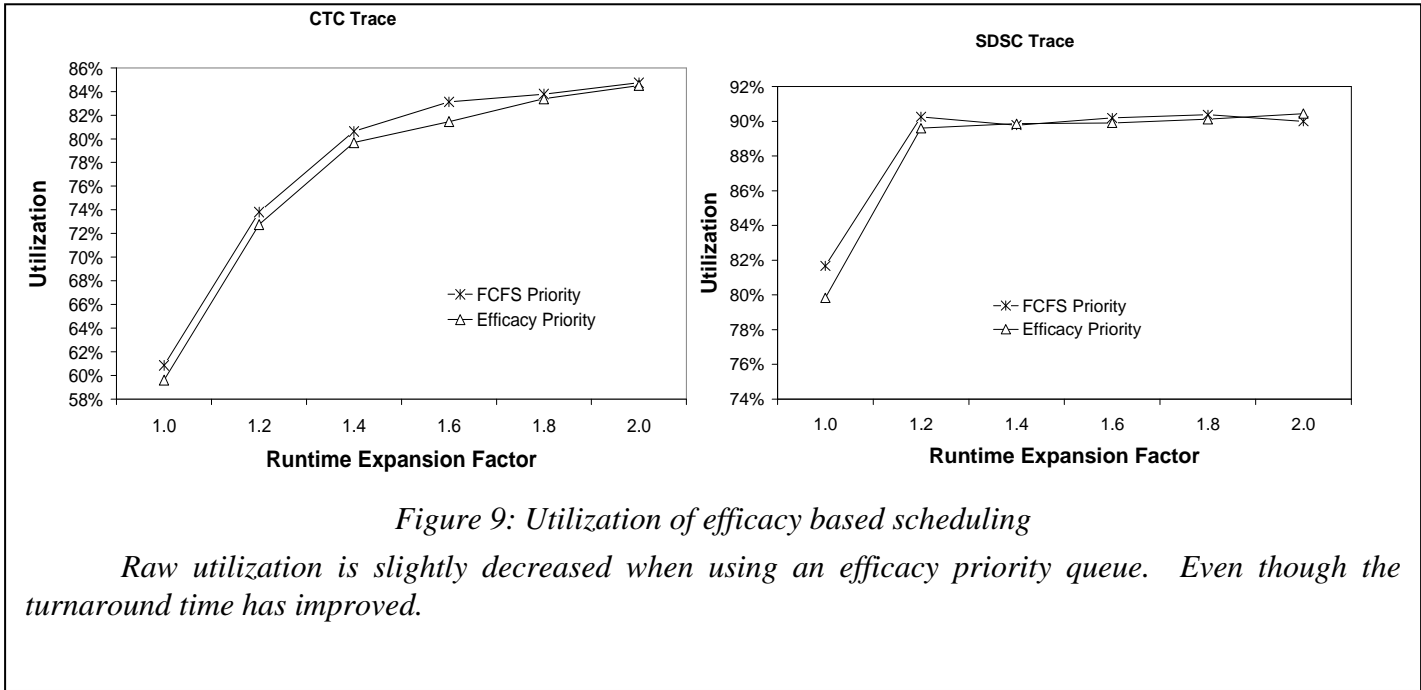 CTC Trace
86%
84%
82%
80%
78%
76%
74%
72%
70%
68%
66%
64%
62%
60%
58%
Utilization
FCFS Priority
Efficacy Priority
1.0 1.2 1.4 1.6 1.8 2.0
Runtime Expansion Factor
SDSC Trace
92%
90%
88%
86%
84%
82%
80%
78%
76%
74%
Utilization
FCFS Priority
Efficacy Priority
1.0 1.2 1.4 1.6 1.8 2.0
Runtime Expansion Factor
Figure 9: Utilization of efficacy based scheduling
Raw utilization is slightly decreased when using an efficacy priority queue. Even though the
turnaround time has improved.